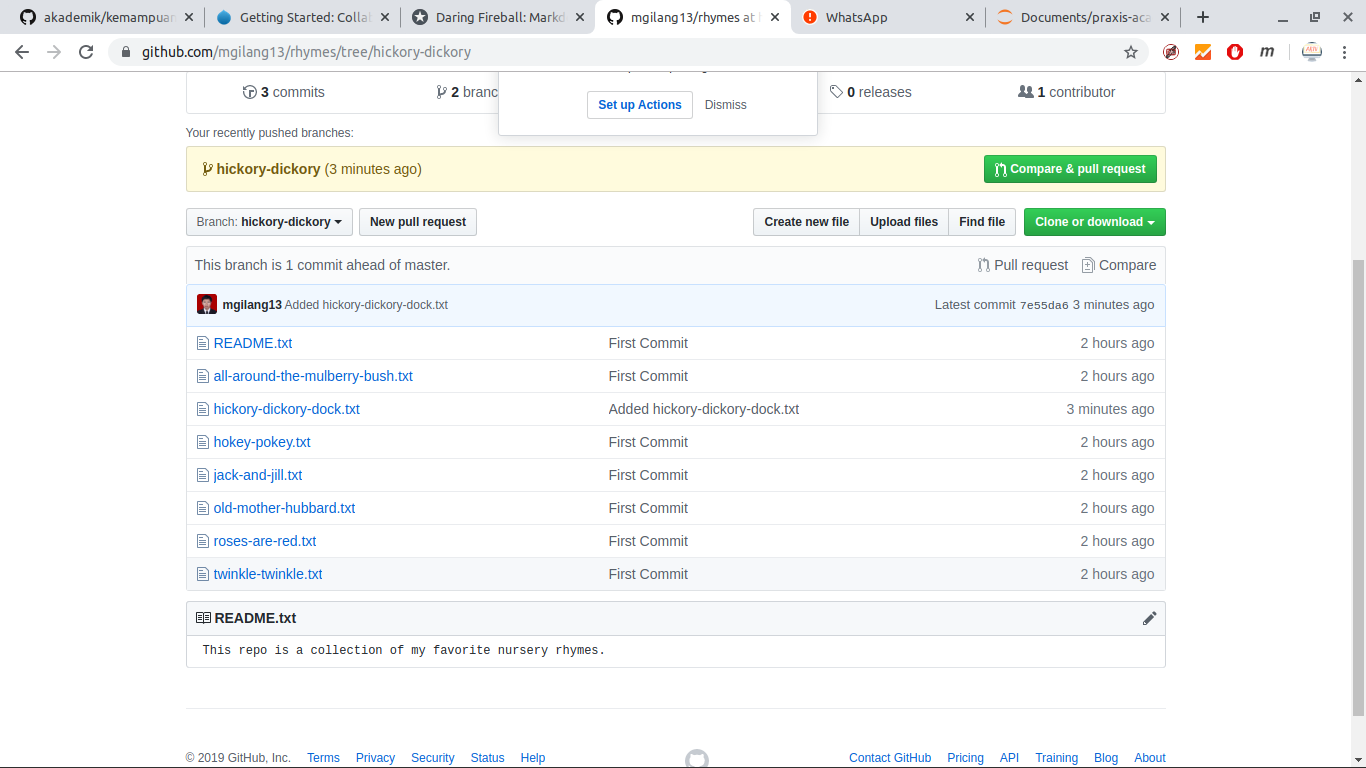 akademik/kemampuan
Getting Started: Collab
Daring Fireball: Markdo
mgilang13/rhymes at h
WhatsApp
Documents/praxis-aca
github.com/mgilang13/rhymes/tree/hickory-dickory
3 commits
2 branc
Set up Actions
Dismiss
0 releases
1 contributor
Your recently pushed branches:
hickory-dickory (3 minutes ago)
Compare & pull request
Branch: hickory-dickory
New pull request
Create new file
Upload files
Find file
Clone or download
This branch is 1 commit ahead of master.
Pull request
Compare
mgilang13 Added hickory-dickory-dock.txt
Latest commit 7e55da6 3 minutes ago
README.txt First Commit 2 hours ago
all-around-the-mulberry-bush.txt First Commit 2 hours ago
hickory-dickory-dock.txt Added hickory-dickory-dock.txt 3 minutes ago
hokey-pokey.txt First Commit 2 hours ago
jack-and-jill.txt First Commit 2 hours ago
old-mother-hubbard.txt First Commit 2 hours ago
roses-are-red.txt First Commit 2 hours ago
twinkle-twinkle.txt First Commit 2 hours ago
README.txt
This repo is a collection of my favorite nursery rhymes.
© 2019 GitHub, Inc. Terms Privacy Security Status Help
Contact GitHub Pricing API Training Blog About